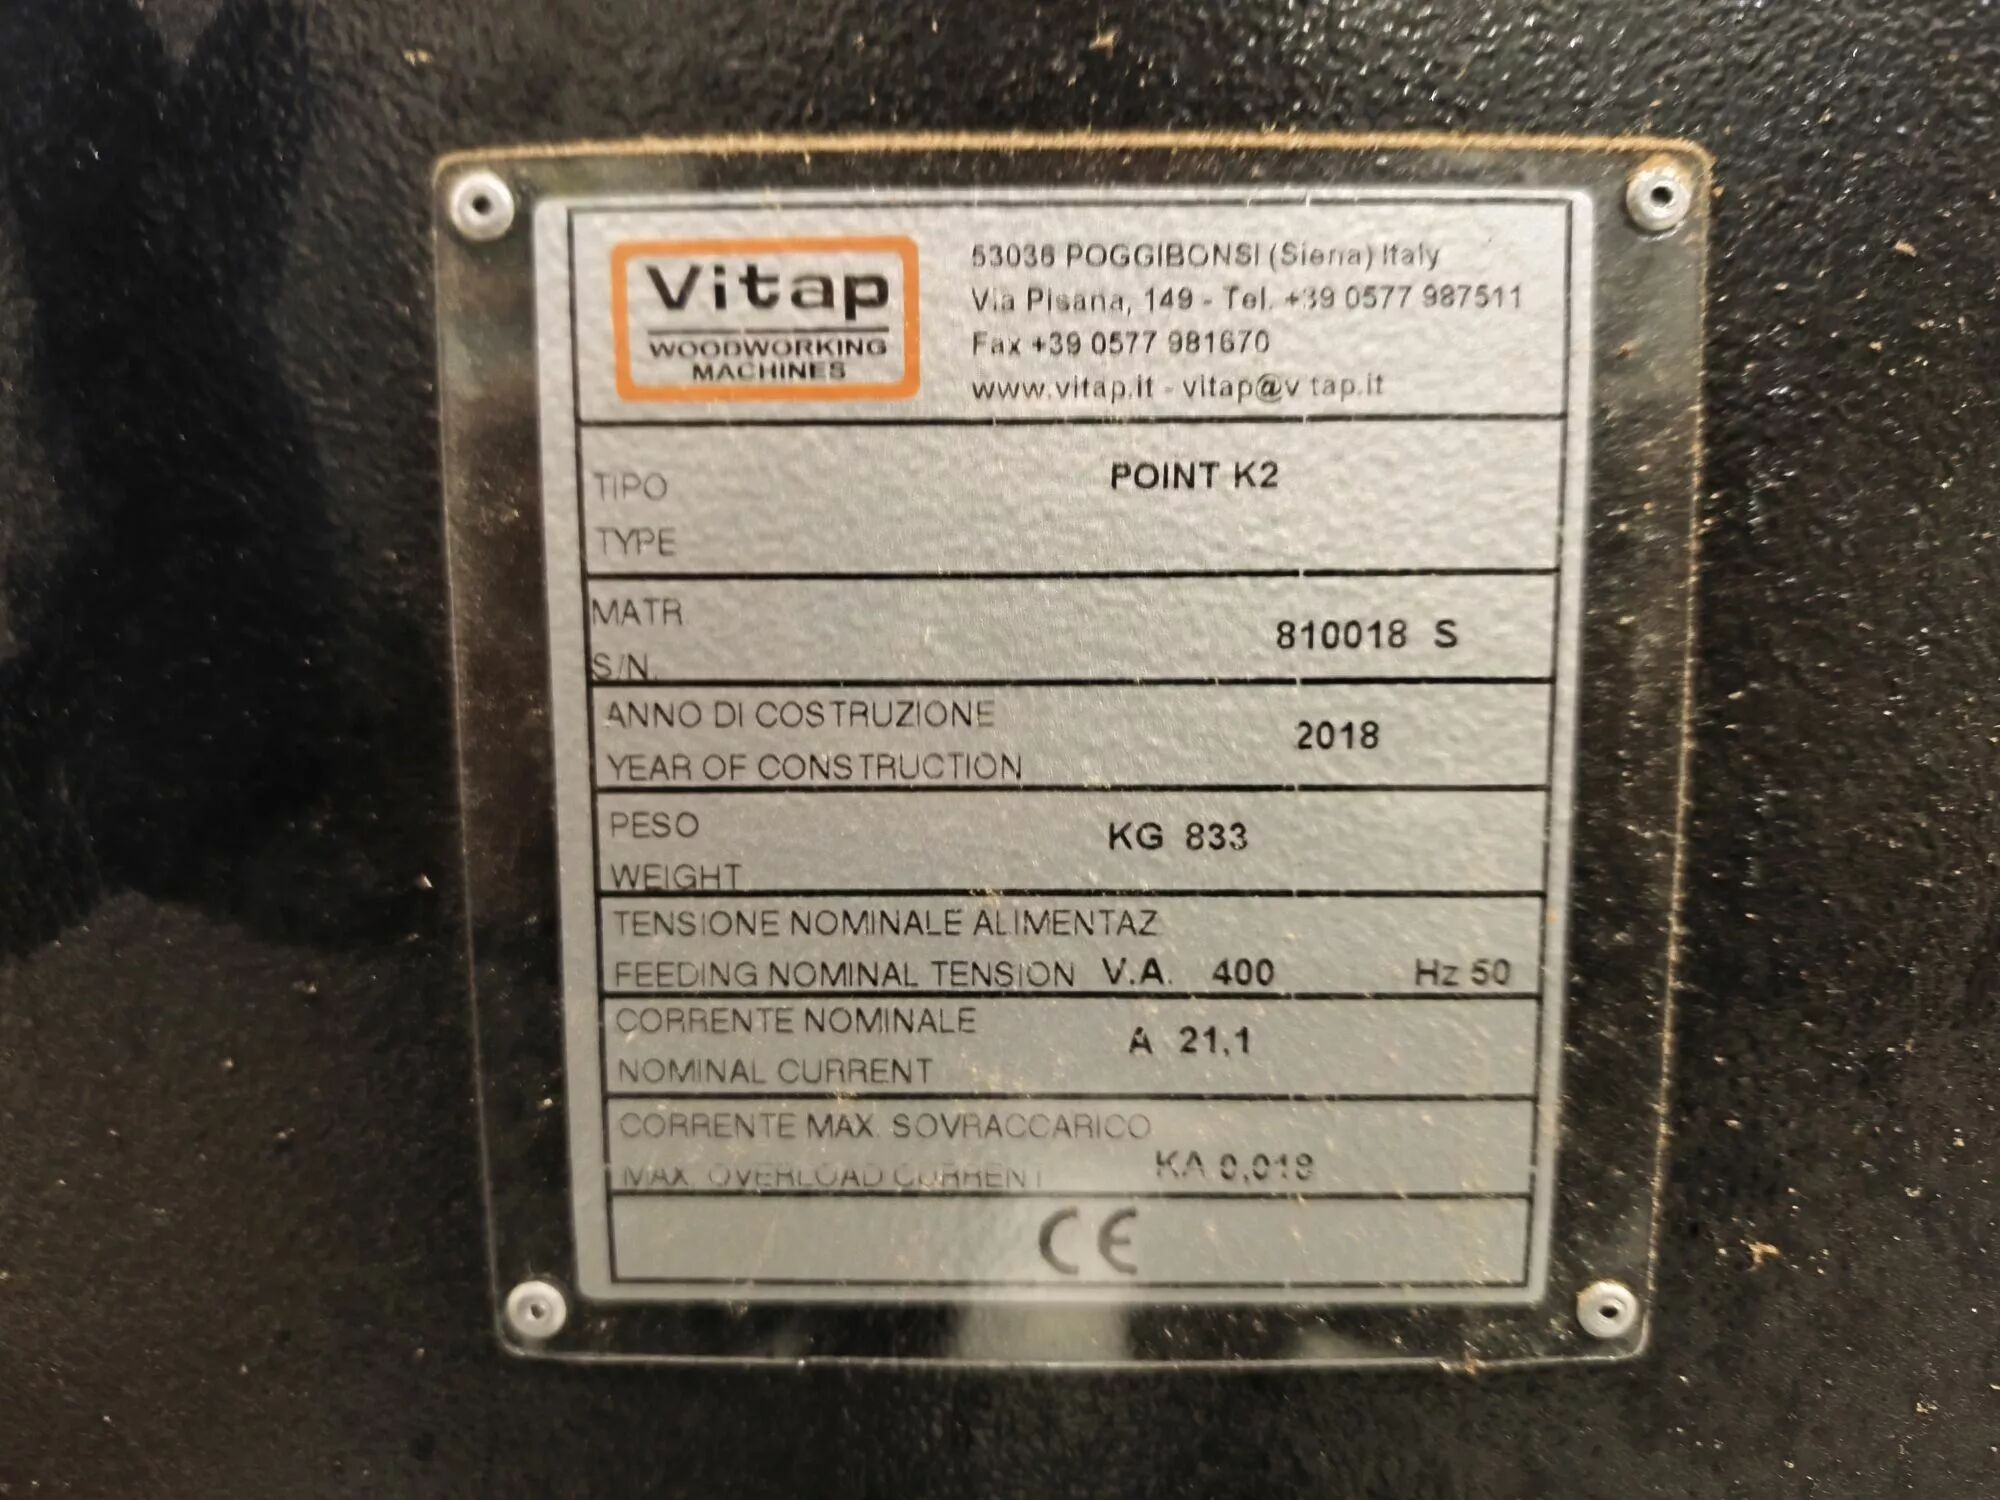 Vitap
WOODWORKING
MACHINES
53036 POGGIBONSI (Siena) Italy
Via Pisana, 149 - Tel. +39 0577 987511
Fax +39 0577 981670
www.vitap.it - vitap@vitap.it
TIPO
TYPE
POINT K2
MATR.
S/N.
810018 S
ANNO DI COSTRUZIONE
YEAR OF CONSTRUCTION
2018
PESO
WEIGHT
KG 833
TENSIONE NOMINALE ALIMENTAZ.
FEEDING NOMINAL TENSION V.A. 400 Hz 50
CORRENTE NOMINALE
NOMINAL CURRENT
A 21,1
CORRENTE MAX. SOVRACCARICO
MAX. OVERLOAD CURRENT
KA
CE